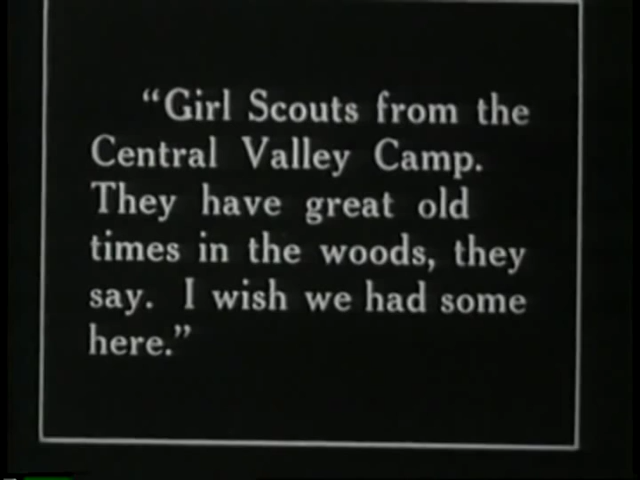 “Girl Scouts from the
Central Valley Camp.
They have great old
times in the woods, they
say. I wish we had some
here.”